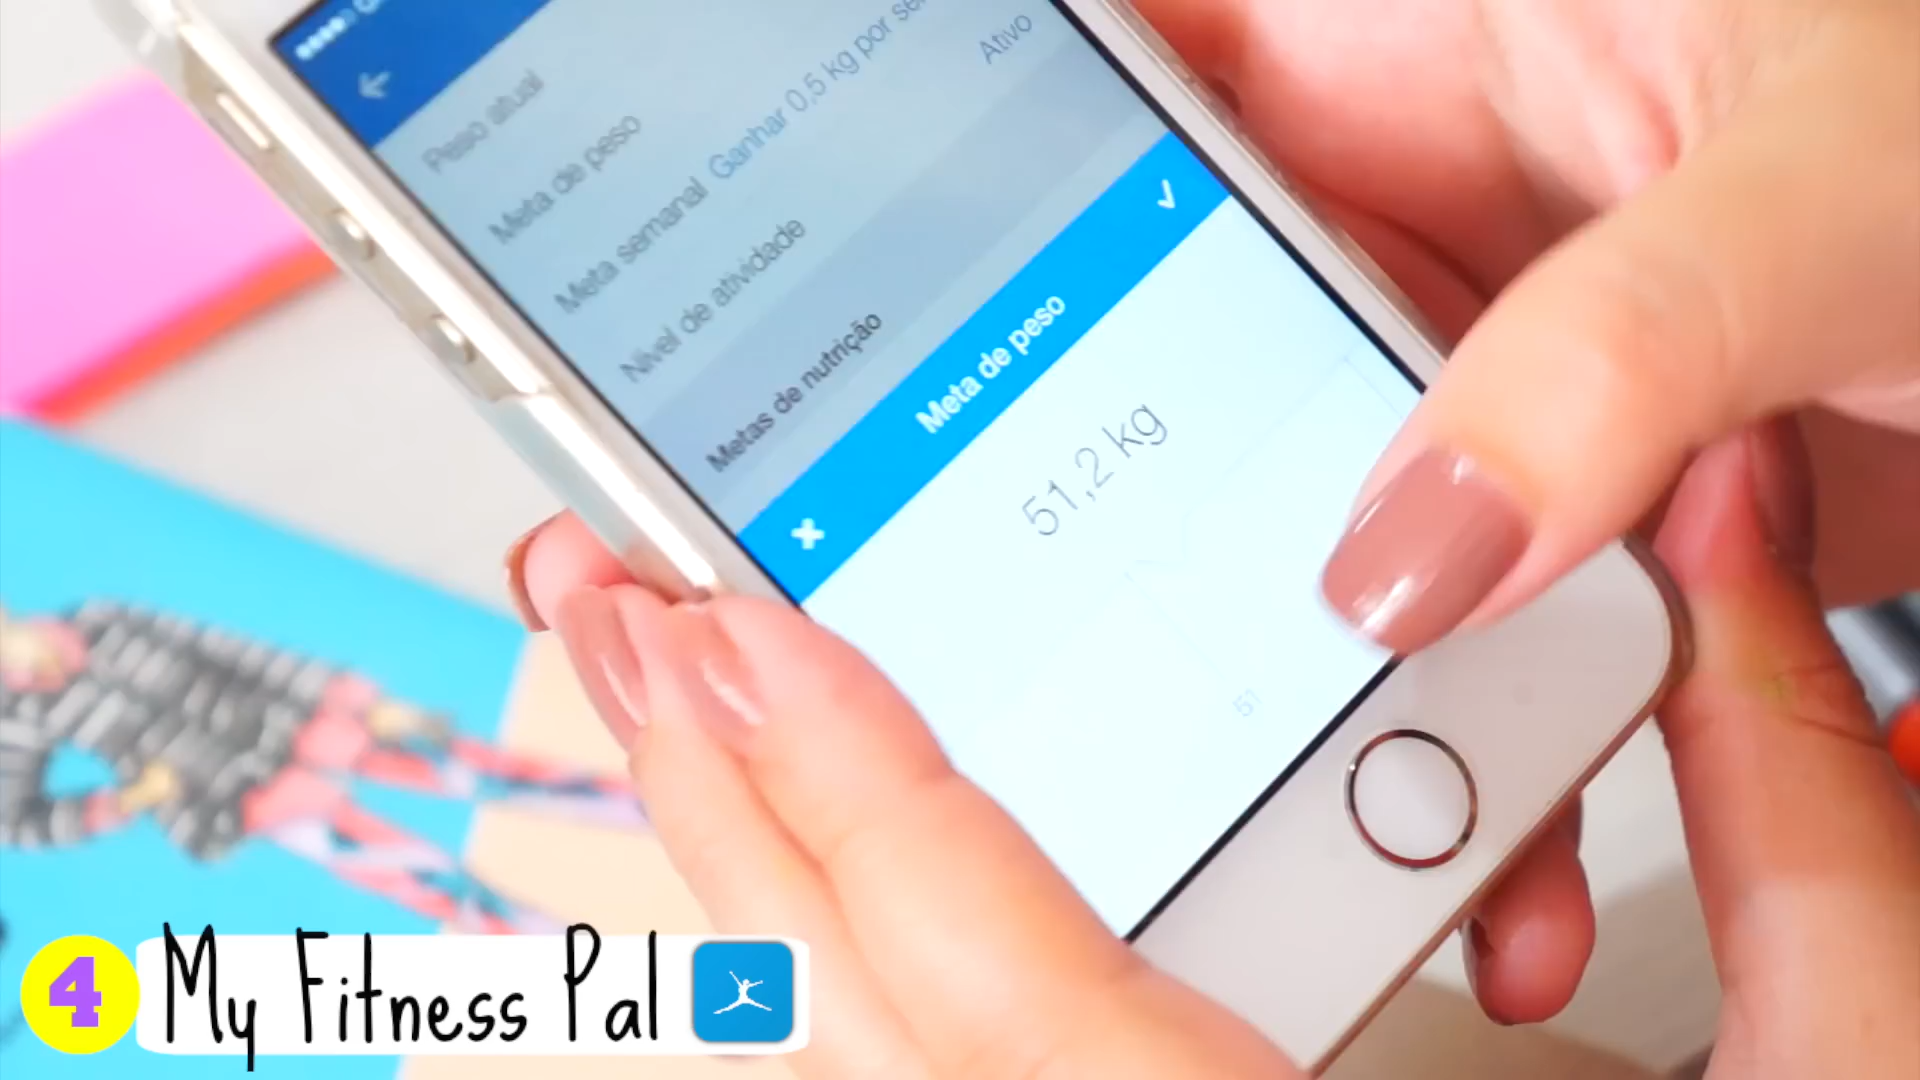 Peso atual
Meta de peso
Meta semanal Ganhar 0,5 kg por
Nível de atividade Ativo
Metas de nutrição
Meta de peso
51,2 kg
51
4 My Fitness Pal